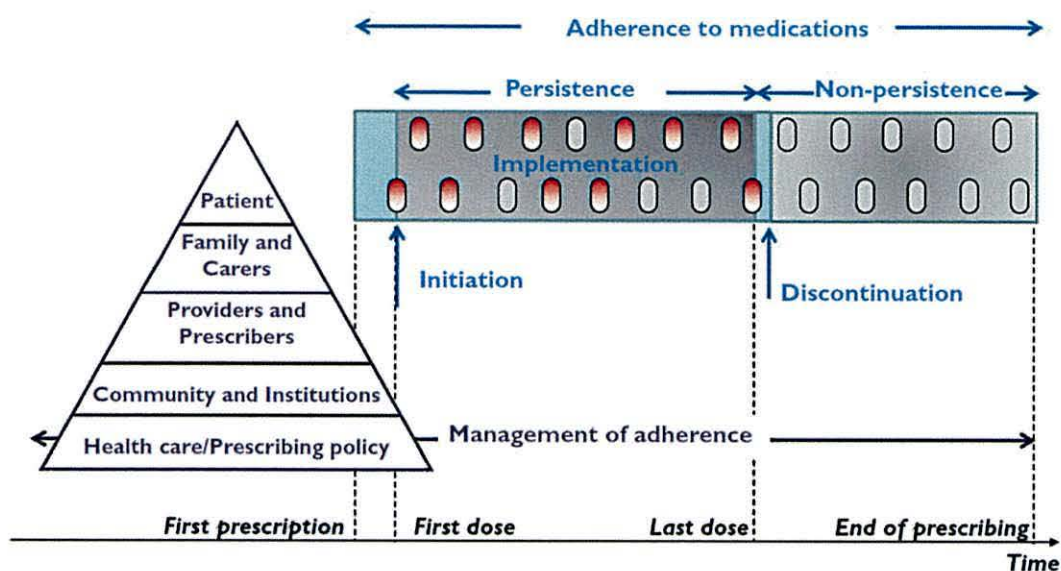 Adherence to medications
Persistence
Non-persistence
Implementation
Patient
Family and
Carers
Initiation
Discontinuation
Providers and
Prescribers
Community and Institutions
Health care/Prescribing policy
Management of adherence
First prescription
First dose
Last dose
End of prescribing
Time